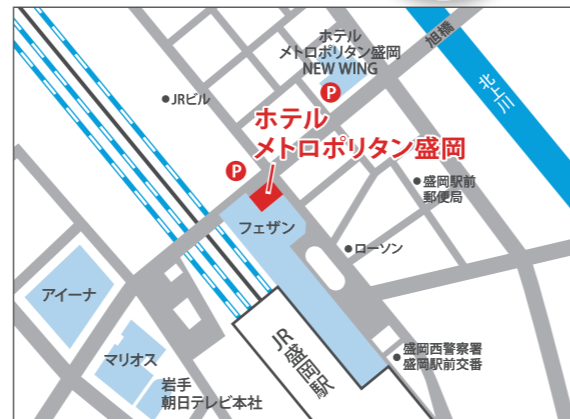 ホテル
メトロポリタン盛岡
NEW WING
旭橋
北上川
JRビル
P
ホテル
メトロポリタン盛岡
P
盛岡駅前
郵便局
フェザン
ローソン
アイーナ
マリオス
岩手
朝日テレビ本社
JR盛岡駅
盛岡西警察署
盛岡駅前交番